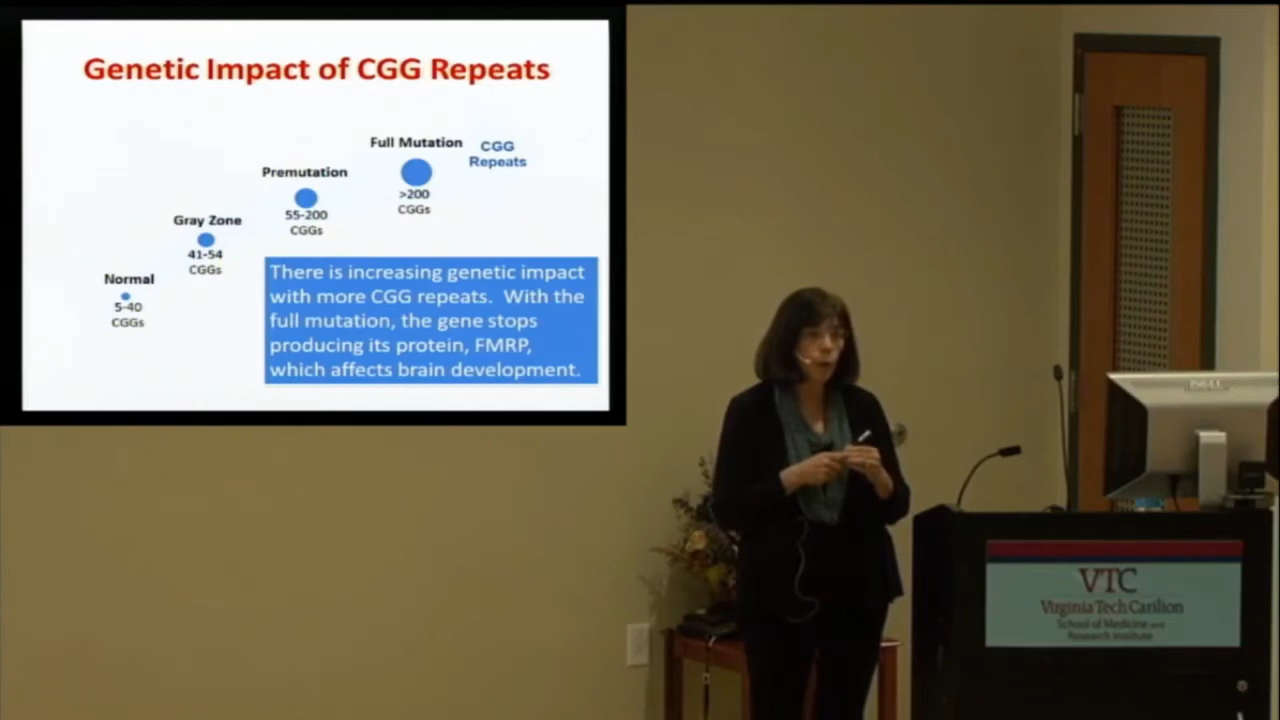 Genetic Impact of CGG Repeats
Full Mutation
CGG
Repeats
>200
CGGs
Premutation
55-200
CGGs
Gray Zone
41-54
CGGs
Normal
5-40
CGGs
There is increasing genetic impact
with more CGG repeats. With the
full mutation, the gene stops
producing its protein, FMRP,
which affects brain development.
DELL
VTC
Virginia Tech Carilion
School of Medicine and
Research Institute